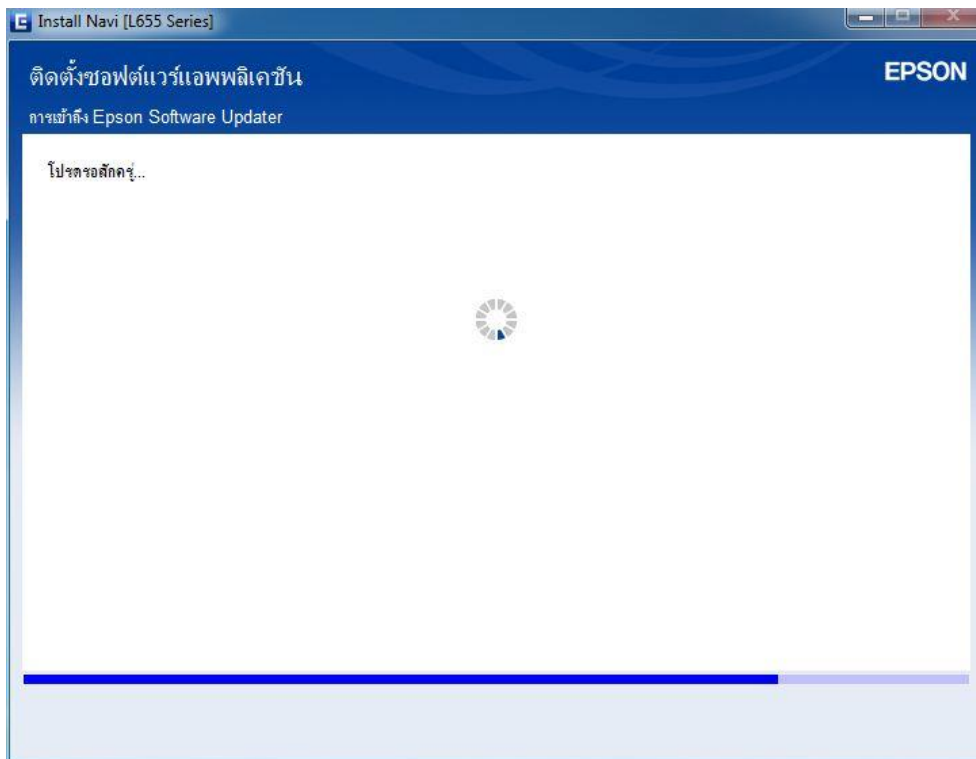 Install Navi [L655 Series]
ติดตั้งซอฟต์แวร์แอพพลิเคชัน
EPSON
การเข้าถึง Epson Software Updater
โปรดรอสักครู่...